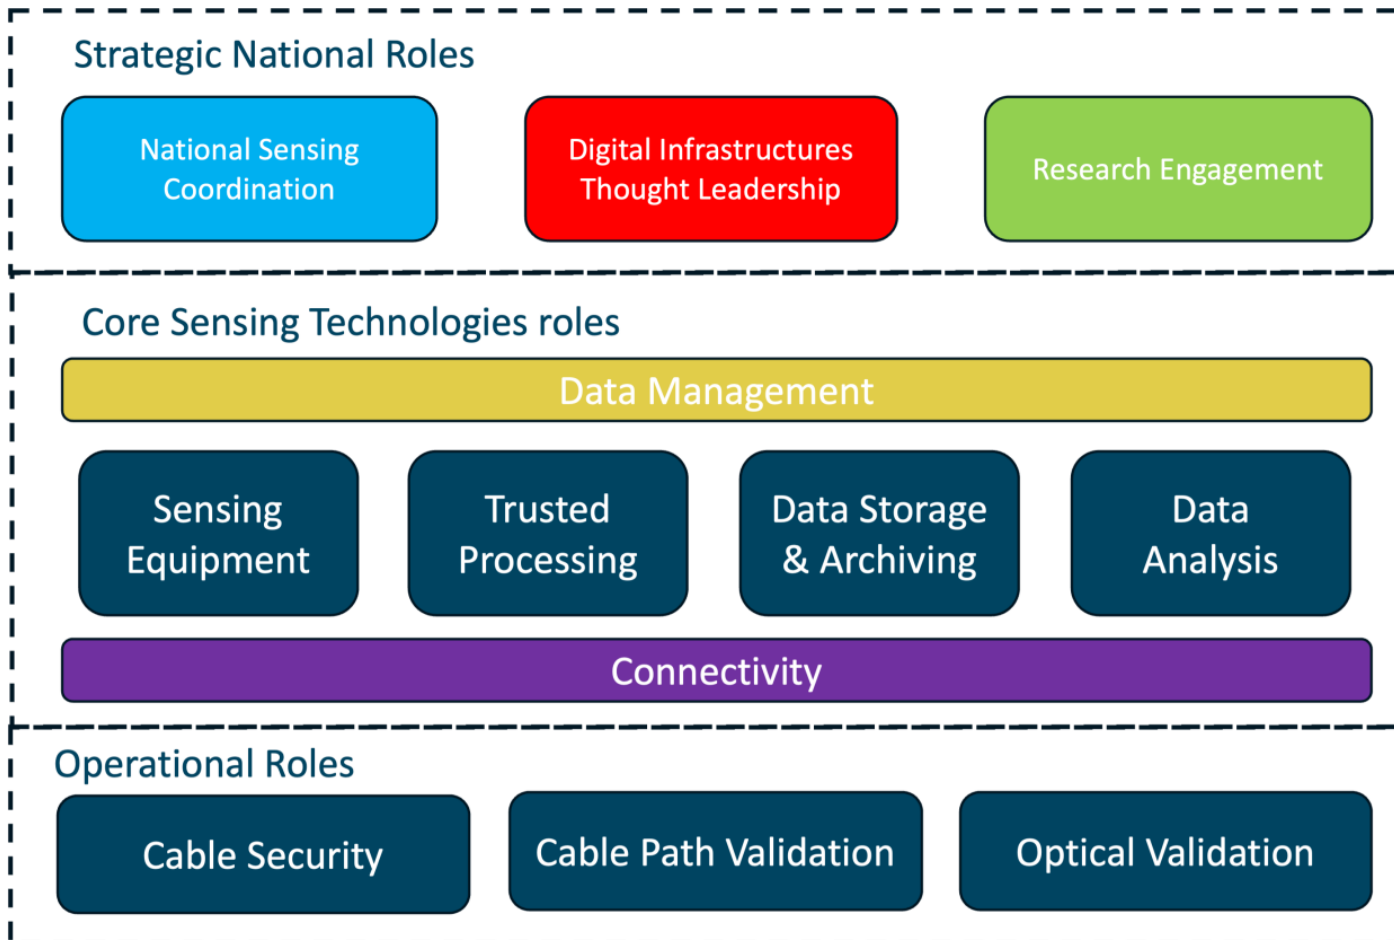 Strategic National Roles
National Sensing
Coordination
Digital Infrastructures
Thought Leadership
Research Engagement
Core Sensing Technologies roles
Data Management
Sensing
Equipment
Trusted
Processing
Data Storage
& Archiving
Data
Analysis
Connectivity
Operational Roles
Cable Security
Cable Path Validation
Optical Validation